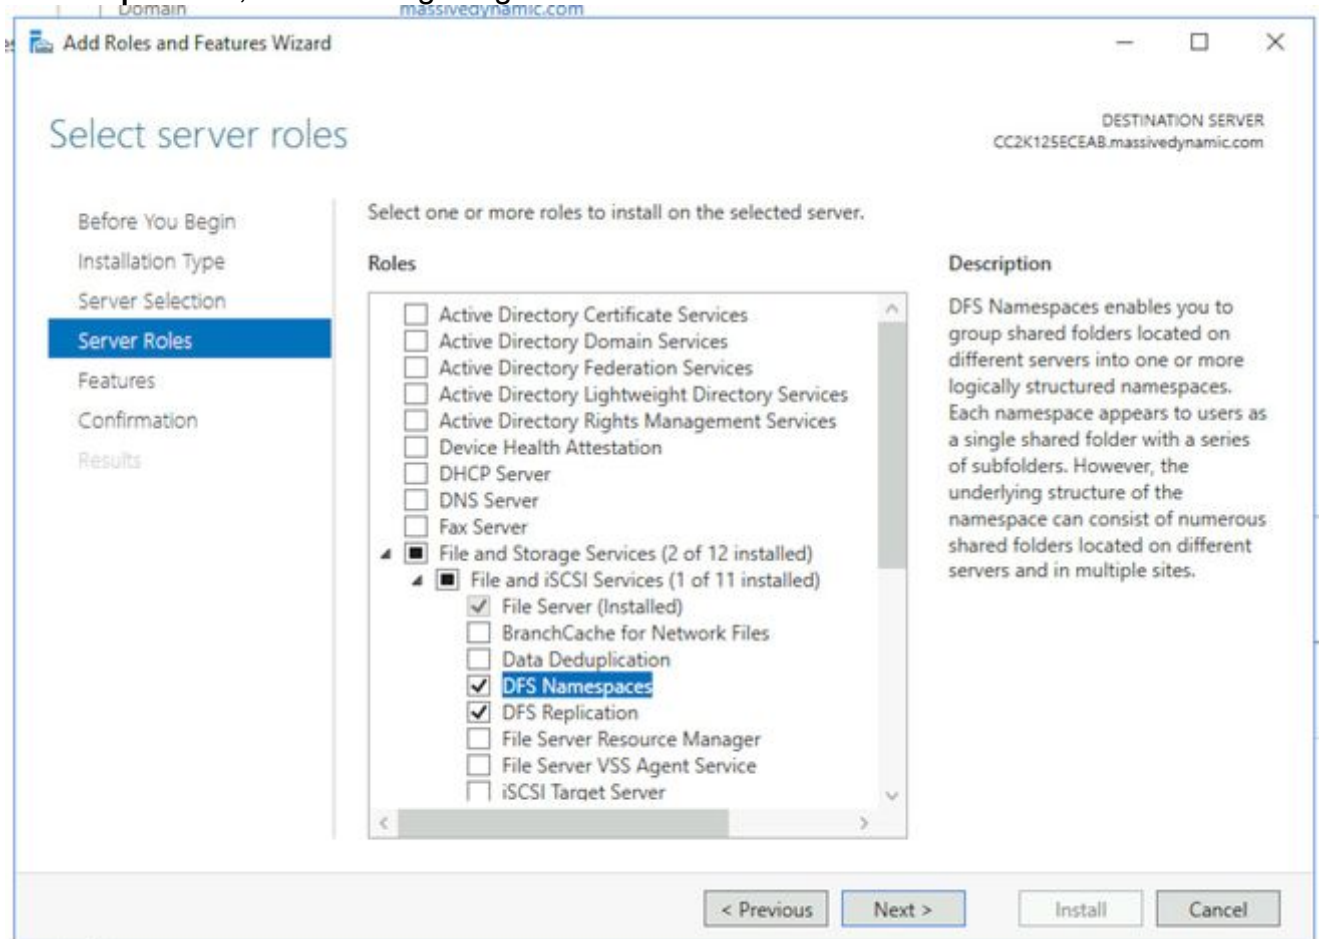 Domain
massivedynamic.com
Add Roles and Features Wizard
Select server roles
DESTINATION SERVER
CC2K125ECEAB.massivedynamic.com
Before You Begin
Installation Type
Server Selection
Server Roles
Features
Confirmation
Results
Select one or more roles to install on the selected server.
Roles
Active Directory Certificate Services
Active Directory Domain Services
Active Directory Federation Services
Active Directory Lightweight Directory Services
Active Directory Rights Management Services
Device Health Attestation
DHCP Server
DNS Server
Fax Server
File and Storage Services (2 of 12 installed)
File and iSCSI Services (1 of 11 installed)
File Server (Installed)
BranchCache for Network Files
Data Deduplication
DFS Namespaces
DFS Replication
File Server Resource Manager
File Server VSS Agent Service
iSCSI Target Server
Description
DFS Namespaces enables you to
group shared folders located on
different servers into one or more
logically structured namespaces.
Each namespace appears to users as
a single shared folder with a series
of subfolders. However, the
underlying structure of the
namespace can consist of numerous
shared folders located on different
servers and in multiple sites.
< Previous
Next >
Install
Cancel